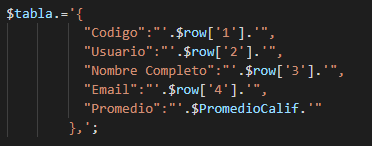 $tabla.='{
"Codigo":"'.$row['1'].'",
"Usuario":"'.$row['2'].'",
"Nombre Completo":"'.$row['3'].'",
"Email":"'.$row['4'].'",
"Promedio":"'.$PromedioCalif.'"
},';